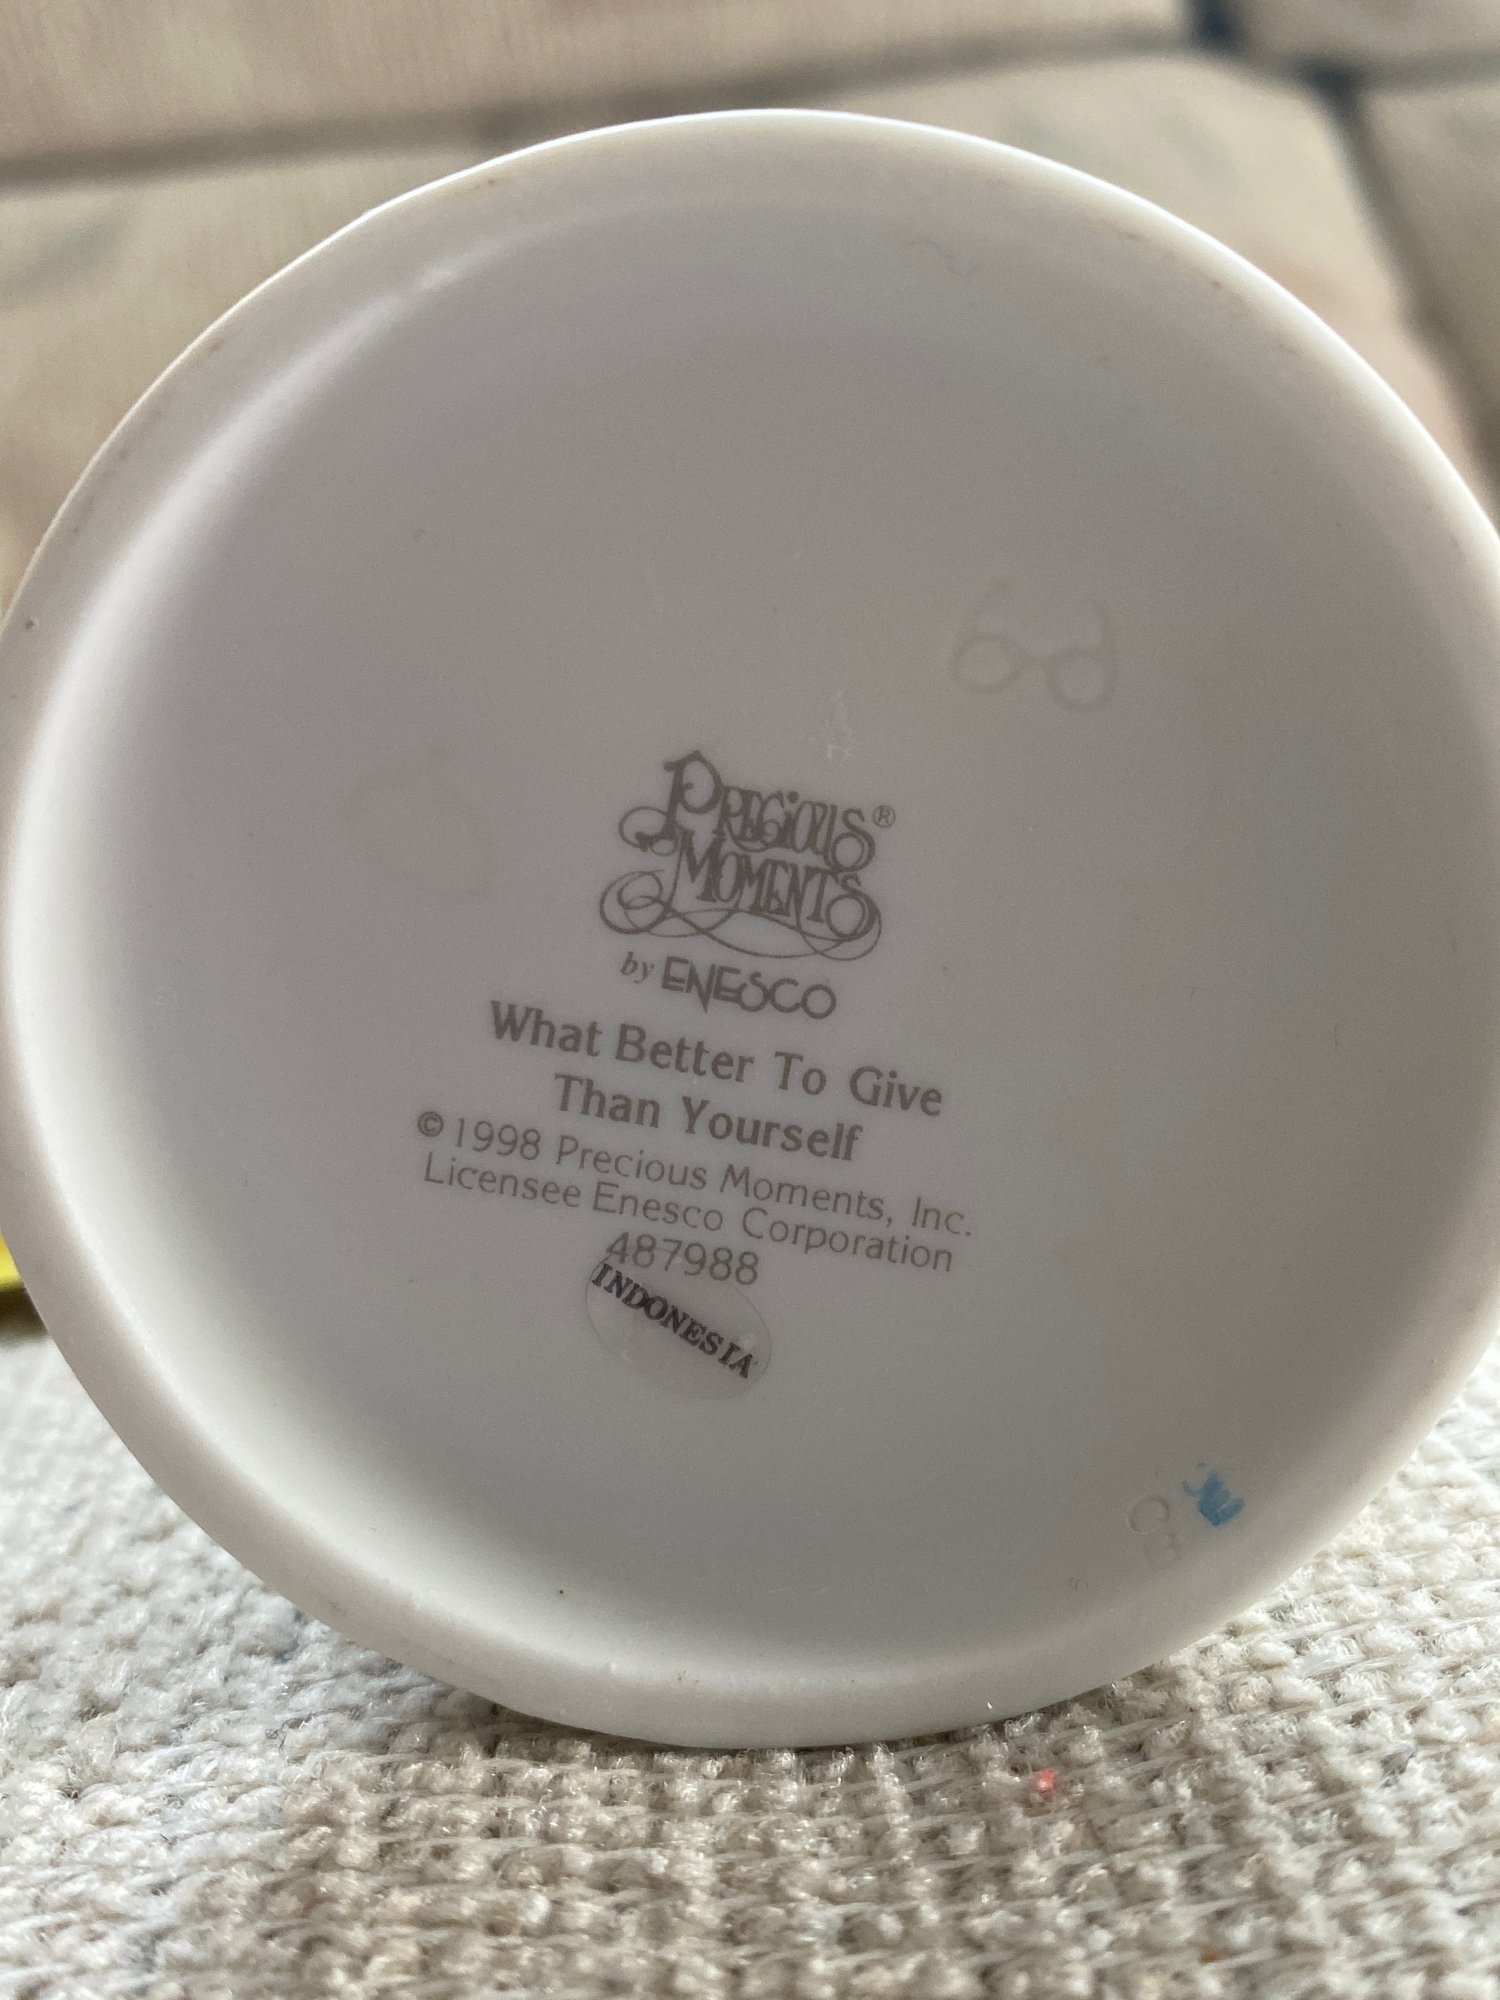 PRECIOUS®
MOMENTS
by ENESCO
What Better To Give
Than Yourself
©1998 Precious Moments, Inc.
Licensee Enesco Corporation
487988
INDONESIA